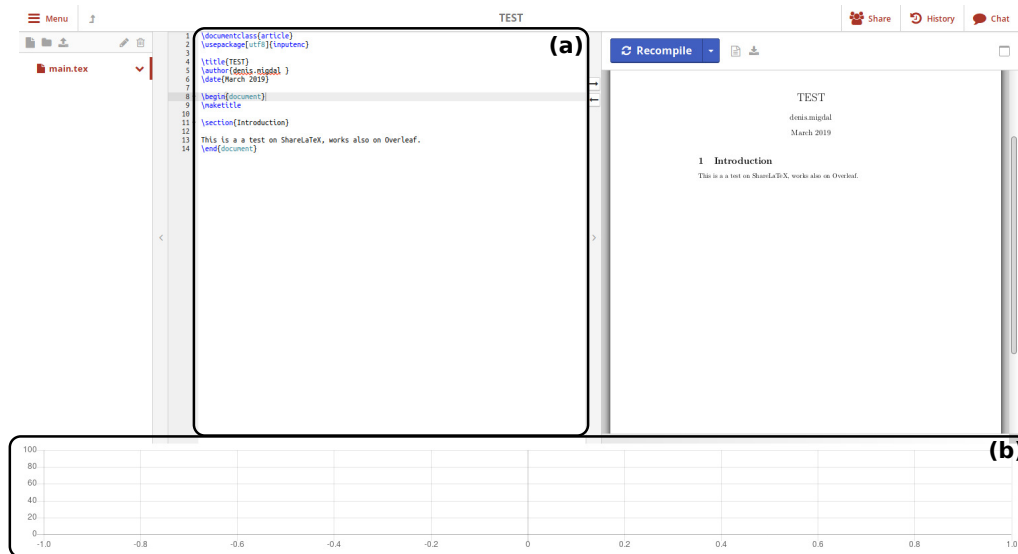 Menu
TEST
Share
History
Chat
main.tex
1 \documentclass{article}
2 \usepackage[utf8]{inputenc}
3
4 \title{TEST}
5 \author{denis.migdal }
6 \date{March 2019}
7
8 \begin{document}
9 \maketitle
10
11 \section{Introduction}
12
13 This is a a test on ShareLaTeX, works also on Overleaf.
14 \end{document}
(a)
Recompile
TEST
denis.migdal
March 2019
1 Introduction
This is a a test on ShareLaTeX, works also on Overleaf.
(b)
100
80
60
40
20
0
-1.0 -0.8 -0.6 -0.4 -0.2 0 0.2 0.4 0.6 0.8 1.0